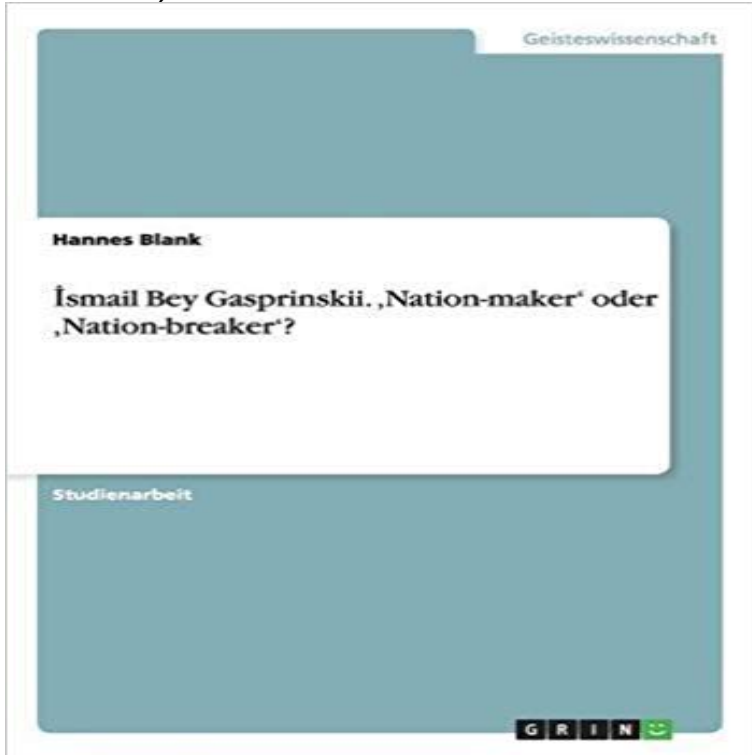 Geisteswissenschaft
Hannes Blank
İsmail Bey Gasprinskii. ‚Nation-maker‘ oder
‚Nation-breaker‘?
Studienarbeit
GRIN